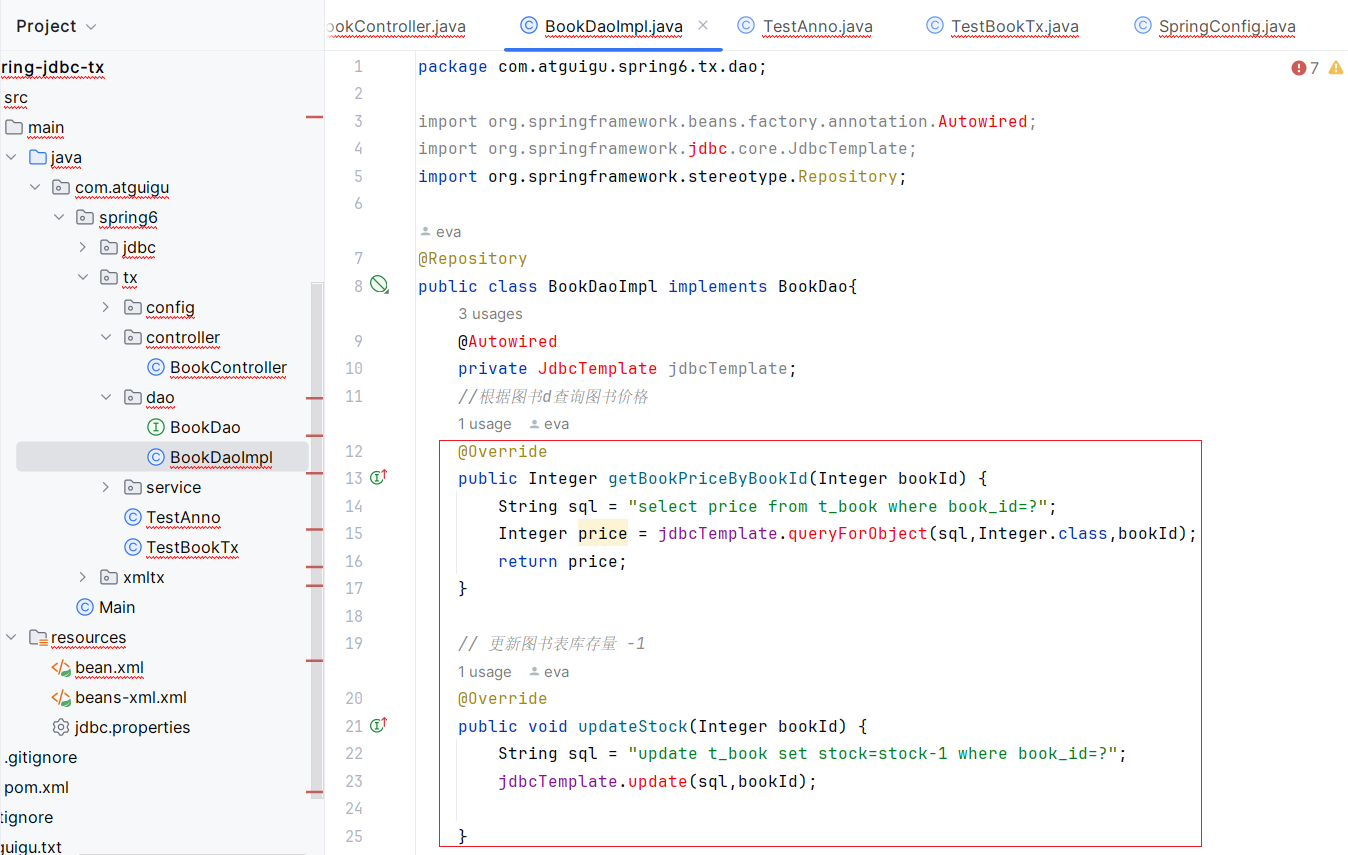 Project
ookController.java
BookDaoImpl.java
TestAnno.java
TestBookTx.java
SpringConfig.java
ring-jdbc-tx
src
main
java
com.atguigu
spring6
jdbc
tx
config
controller
BookController
dao
BookDao
BookDaoImpl
service
TestAnno
TestBookTx
xmltx
Main
resources
bean.xml
beans-xml.xml
jdbc.properties
.gitignore
pom.xml
tignore
guigu.txt
7
1 package com.atguigu.spring6.tx.dao;
2
3 import org.springframework.beans.factory.annotation.Autowired;
4 import org.springframework.jdbc.core.JdbcTemplate;
5 import org.springframework.stereotype.Repository;
6
eva
7 @Repository
8 public class BookDaoImpl implements BookDao{
3 usages
9 @Autowired
10 private JdbcTemplate jdbcTemplate;
11 //根据图书d查询图书价格
1 usage eva
12 @Override
13 public Integer getBookPriceByBookId(Integer bookId) {
14 String sql = "select price from t_book where book_id=?";
15 Integer price = jdbcTemplate.queryForObject(sql,Integer.class,bookId);
16 return price;
17 }
18
19 // 更新图书表库存量 -1
1 usage eva
20 @Override
21 public void updateStock(Integer bookId) {
22 String sql = "update t_book set stock=stock-1 where book_id=?";
23 jdbcTemplate.update(sql,bookId);
24
25 }